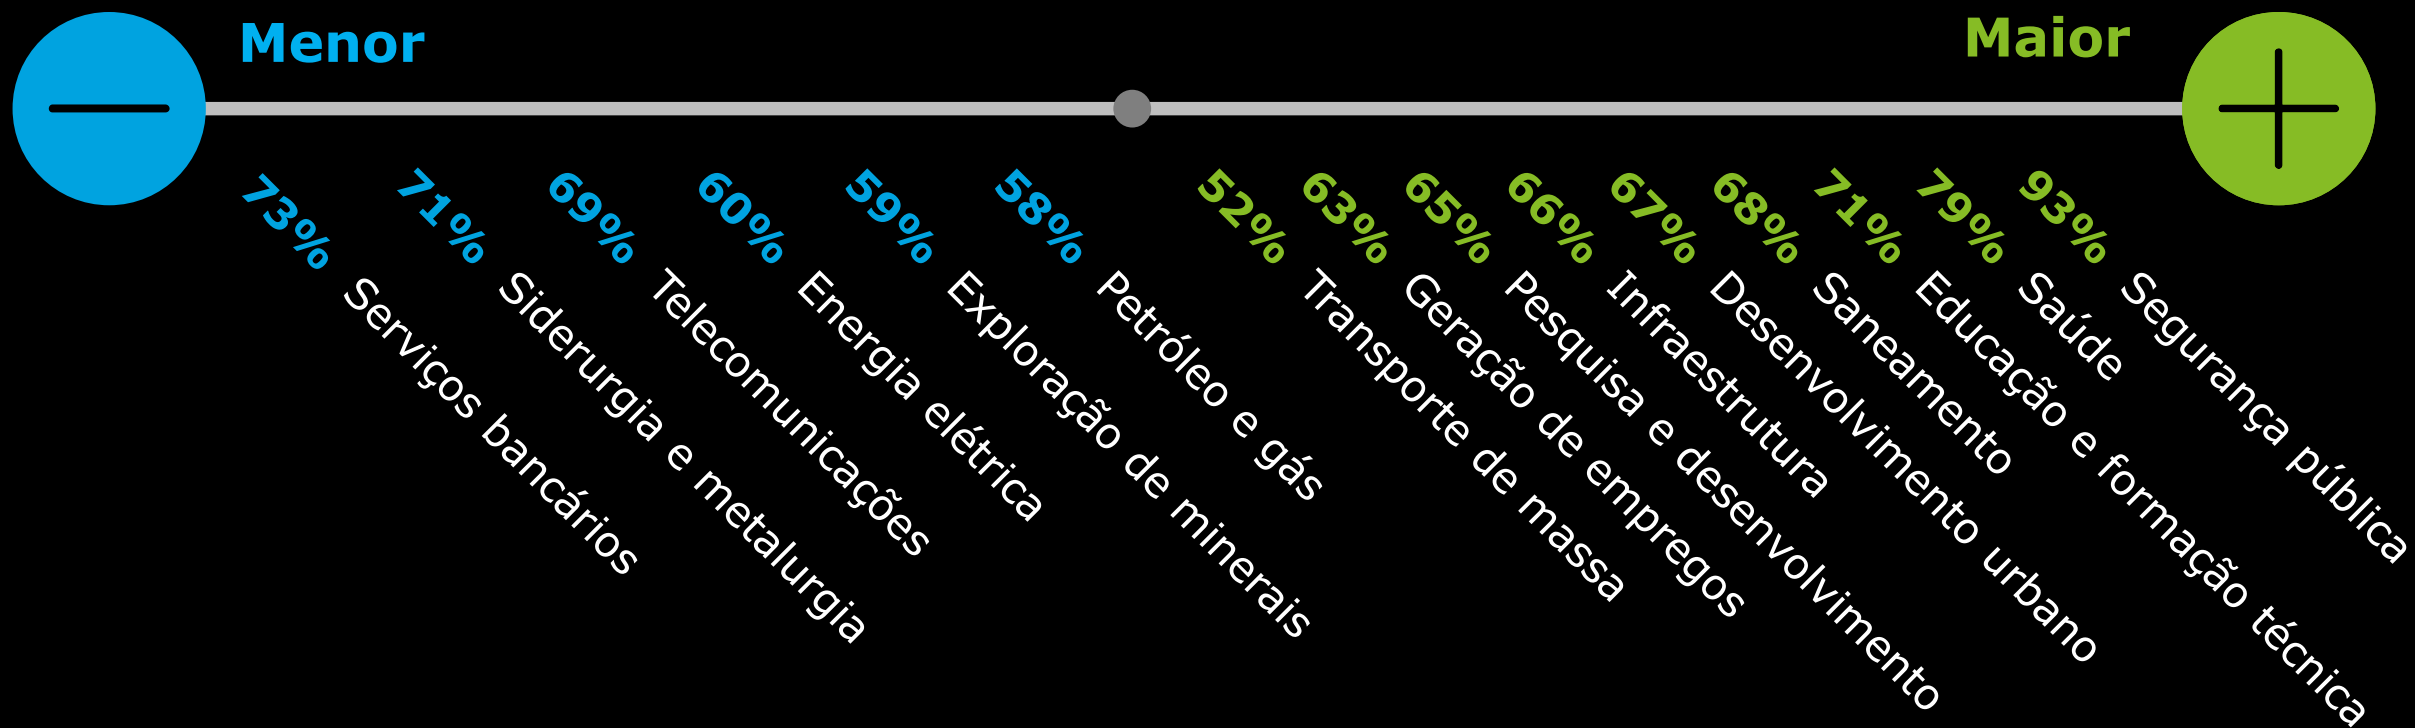 Menor
Maior
73% Serviços bancários
71% Siderurgia e metalurgia
69% Telecomunicações
60% Energia elétrica
59% Exploração de minerais
58% Petróleo e gás
52% Transporte de massa
63% Geração de empregos
65% Pesquisa e desenvolvimento
66% Infraestrutura
67% Desenvolvimento urbano
68% Saneamento
71% Educação e formação técnica
79% Saúde
93% Segurança pública